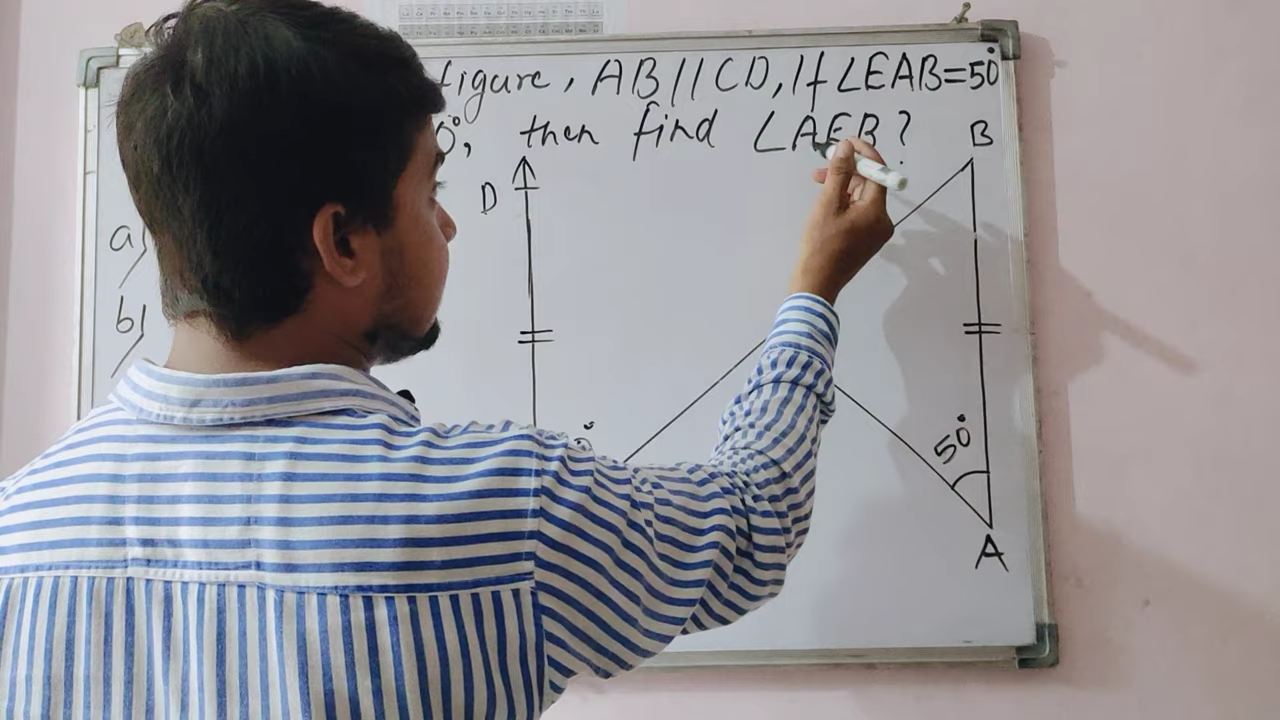 figure, AB//CD, If ∠EAB=50°
0°, then find ∠AEB?
B
D
a)
b)
50°
A